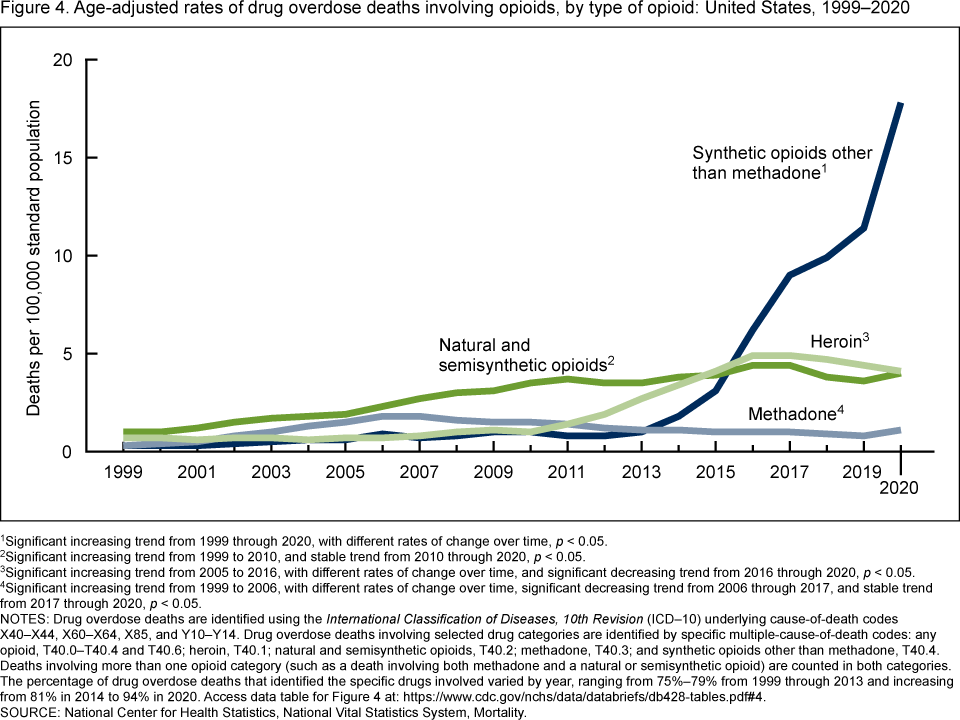 Figure 4. Age-adjusted rates of drug overdose deaths involving opioids, by type of opioid: United States, 1999–2020
20
15
10
5
0
Deaths per 100,000 standard population
Synthetic opioids other
than methadone¹
Natural and
semisynthetic opioids²
Heroin³
Methadone⁴
1999 2001 2003 2005 2007 2009 2011 2013 2015 2017 2019
2020
¹Significant increasing trend from 1999 through 2020, with different rates of change over time, p < 0.05.
²Significant increasing trend from 1999 to 2010, and stable trend from 2010 through 2020, p < 0.05.
³Significant increasing trend from 2005 to 2016, with different rates of change over time, and significant decreasing trend from 2016 through 2020, p < 0.05.
⁴Significant increasing trend from 1999 to 2006, with different rates of change over time, significant decreasing trend from 2006 through 2017, and stable trend
from 2017 through 2020, p < 0.05.
NOTES: Drug overdose deaths are identified using the International Classification of Diseases, 10th Revision (ICD–10) underlying cause-of-death codes
X40–X44, X60–X64, X85, and Y10–Y14. Drug overdose deaths involving selected drug categories are identified by specific multiple-cause-of-death codes: any
opioid, T40.0–T40.4 and T40.6; heroin, T40.1; natural and semisynthetic opioids, T40.2; methadone, T40.3; and synthetic opioids other than methadone, T40.4.
Deaths involving more than one opioid category (such as a death involving both methadone and a natural or semisynthetic opioid) are counted in both categories.
The percentage of drug overdose deaths that identified the specific drugs involved varied by year, ranging from 75%–79% from 1999 through 2013 and increasing
from 81% in 2014 to 94% in 2020. Access data table for Figure 4 at: https://www.cdc.gov/nchs/data/databriefs/db428-tables.pdf#4.
SOURCE: National Center for Health Statistics, National Vital Statistics System, Mortality.